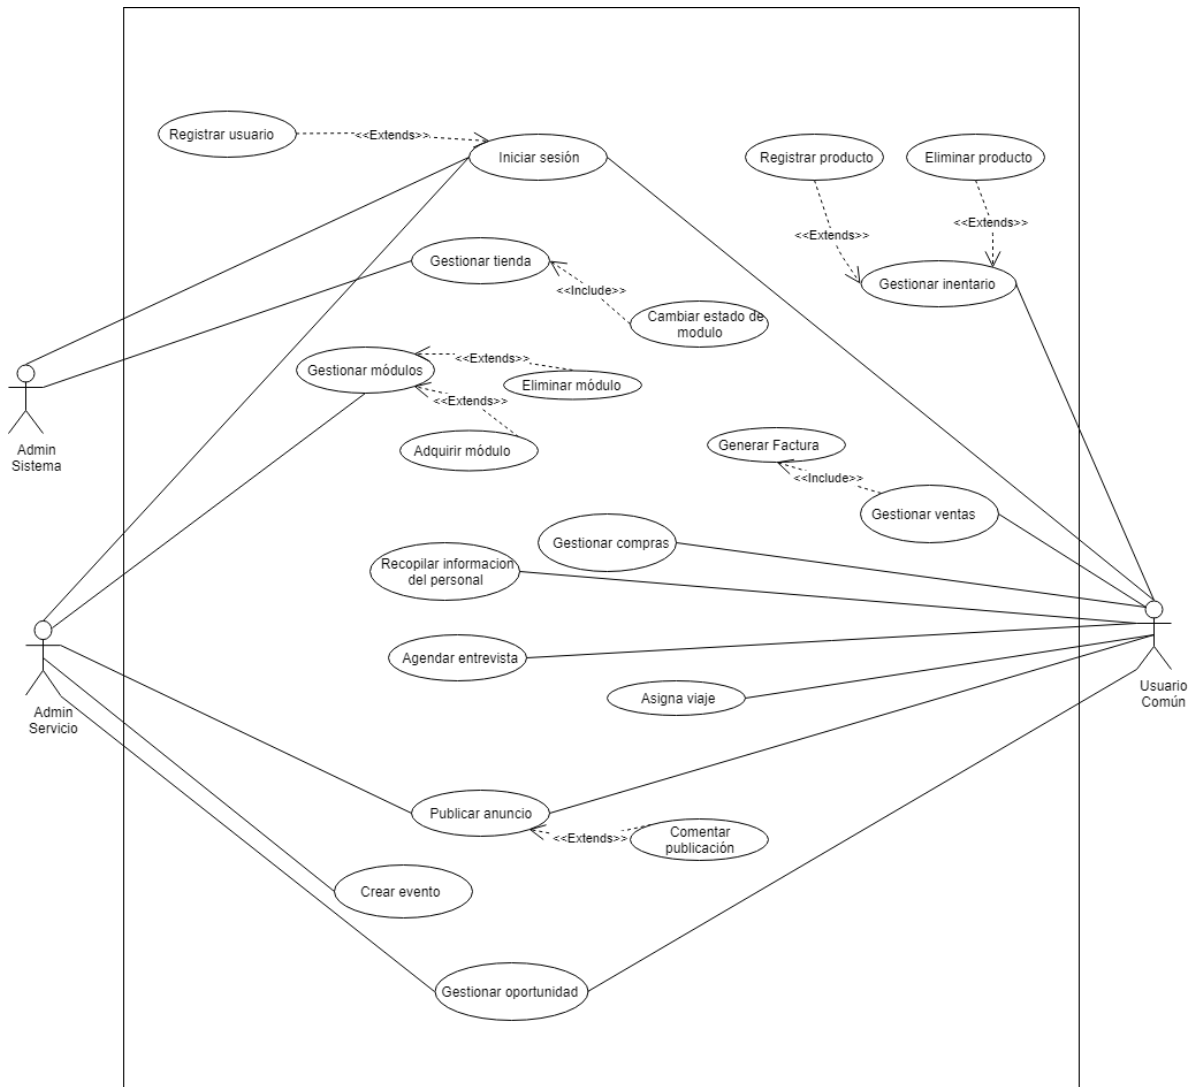 Registrar usuario
<<Extends>>
Iniciar sesión
Registrar producto
Eliminar producto
<<Extends>>
<<Extends>>
Gestionar inentario
Gestionar tienda
<<Include>>
Cambiar estado de
modulo
Gestionar módulos
<<Extends>>
Eliminar módulo
<<Extends>>
Adquirir módulo
Admin
Sistema
Generar Factura
<<Include>>
Gestionar ventas
Gestionar compras
Recopilar informacion
del personal
Agendar entrevista
Asigna viaje
Usuario
Común
Admin
Servicio
Publicar anuncio
<<Extends>>
Comentar
publicación
Crear evento
Gestionar oportunidad